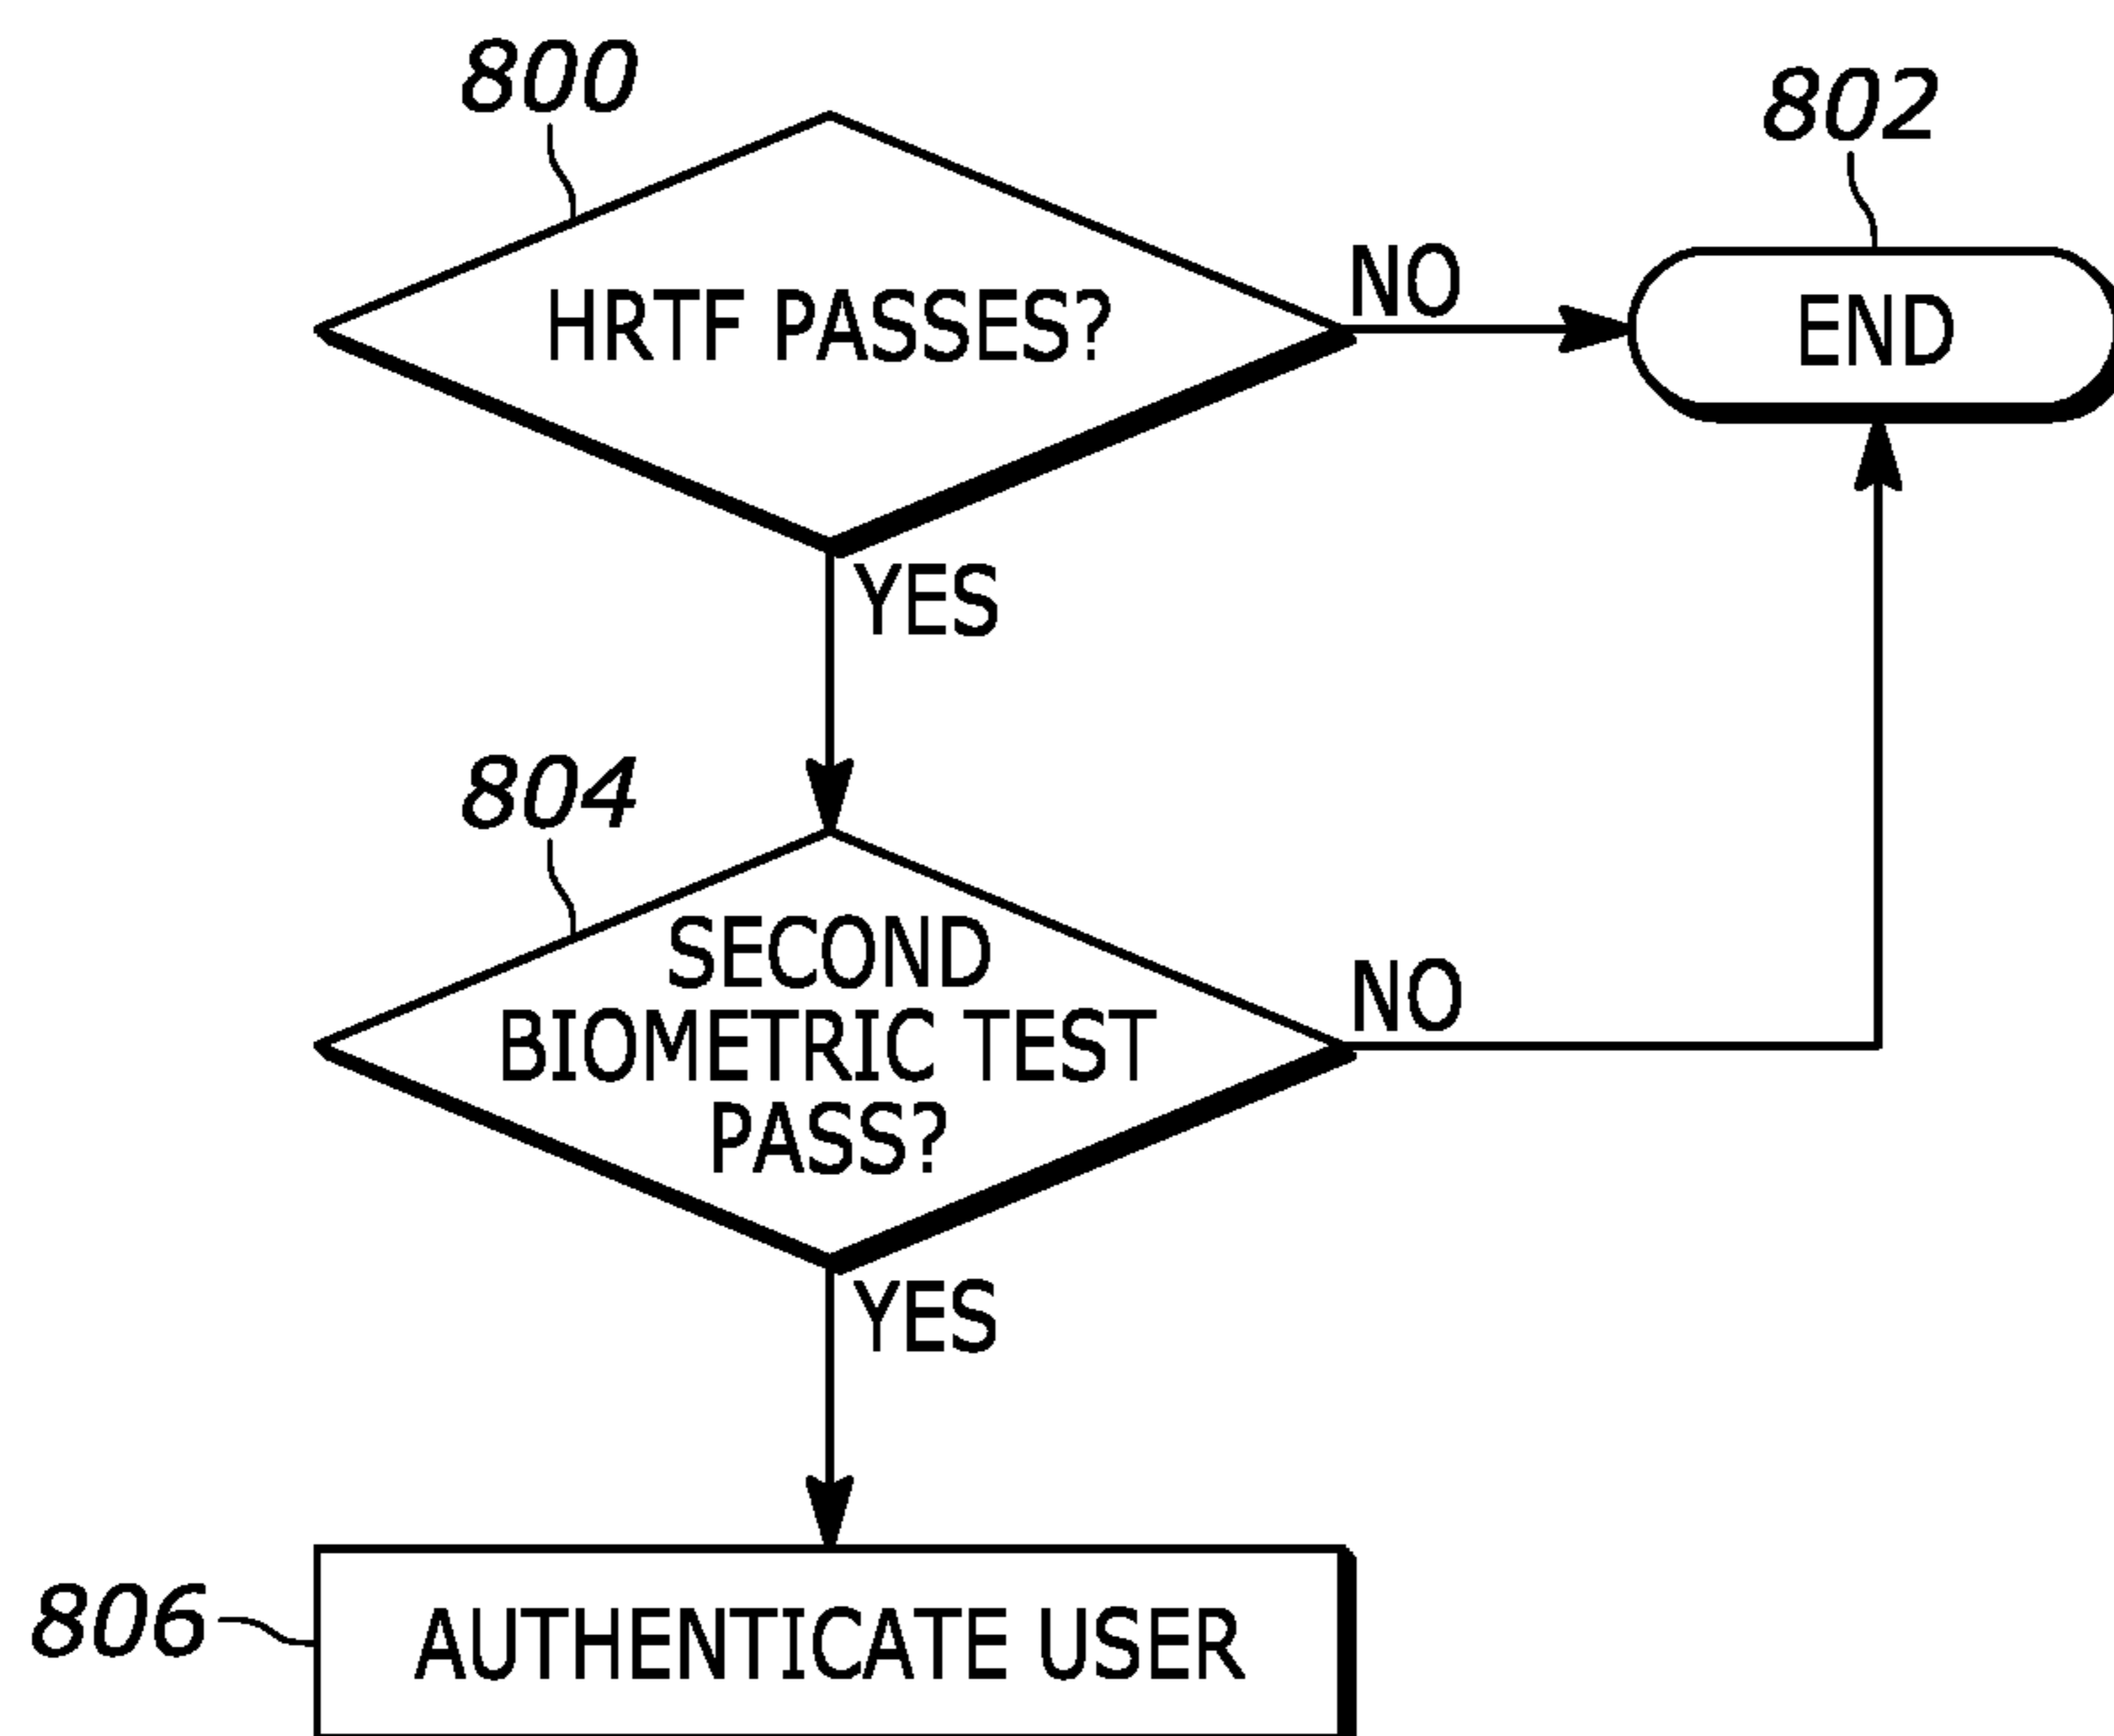 800
802
HRTF PASSES?
NO
END
YES
804
SECOND
BIOMETRIC TEST
PASS?
NO
YES
806
AUTHENTICATE USER